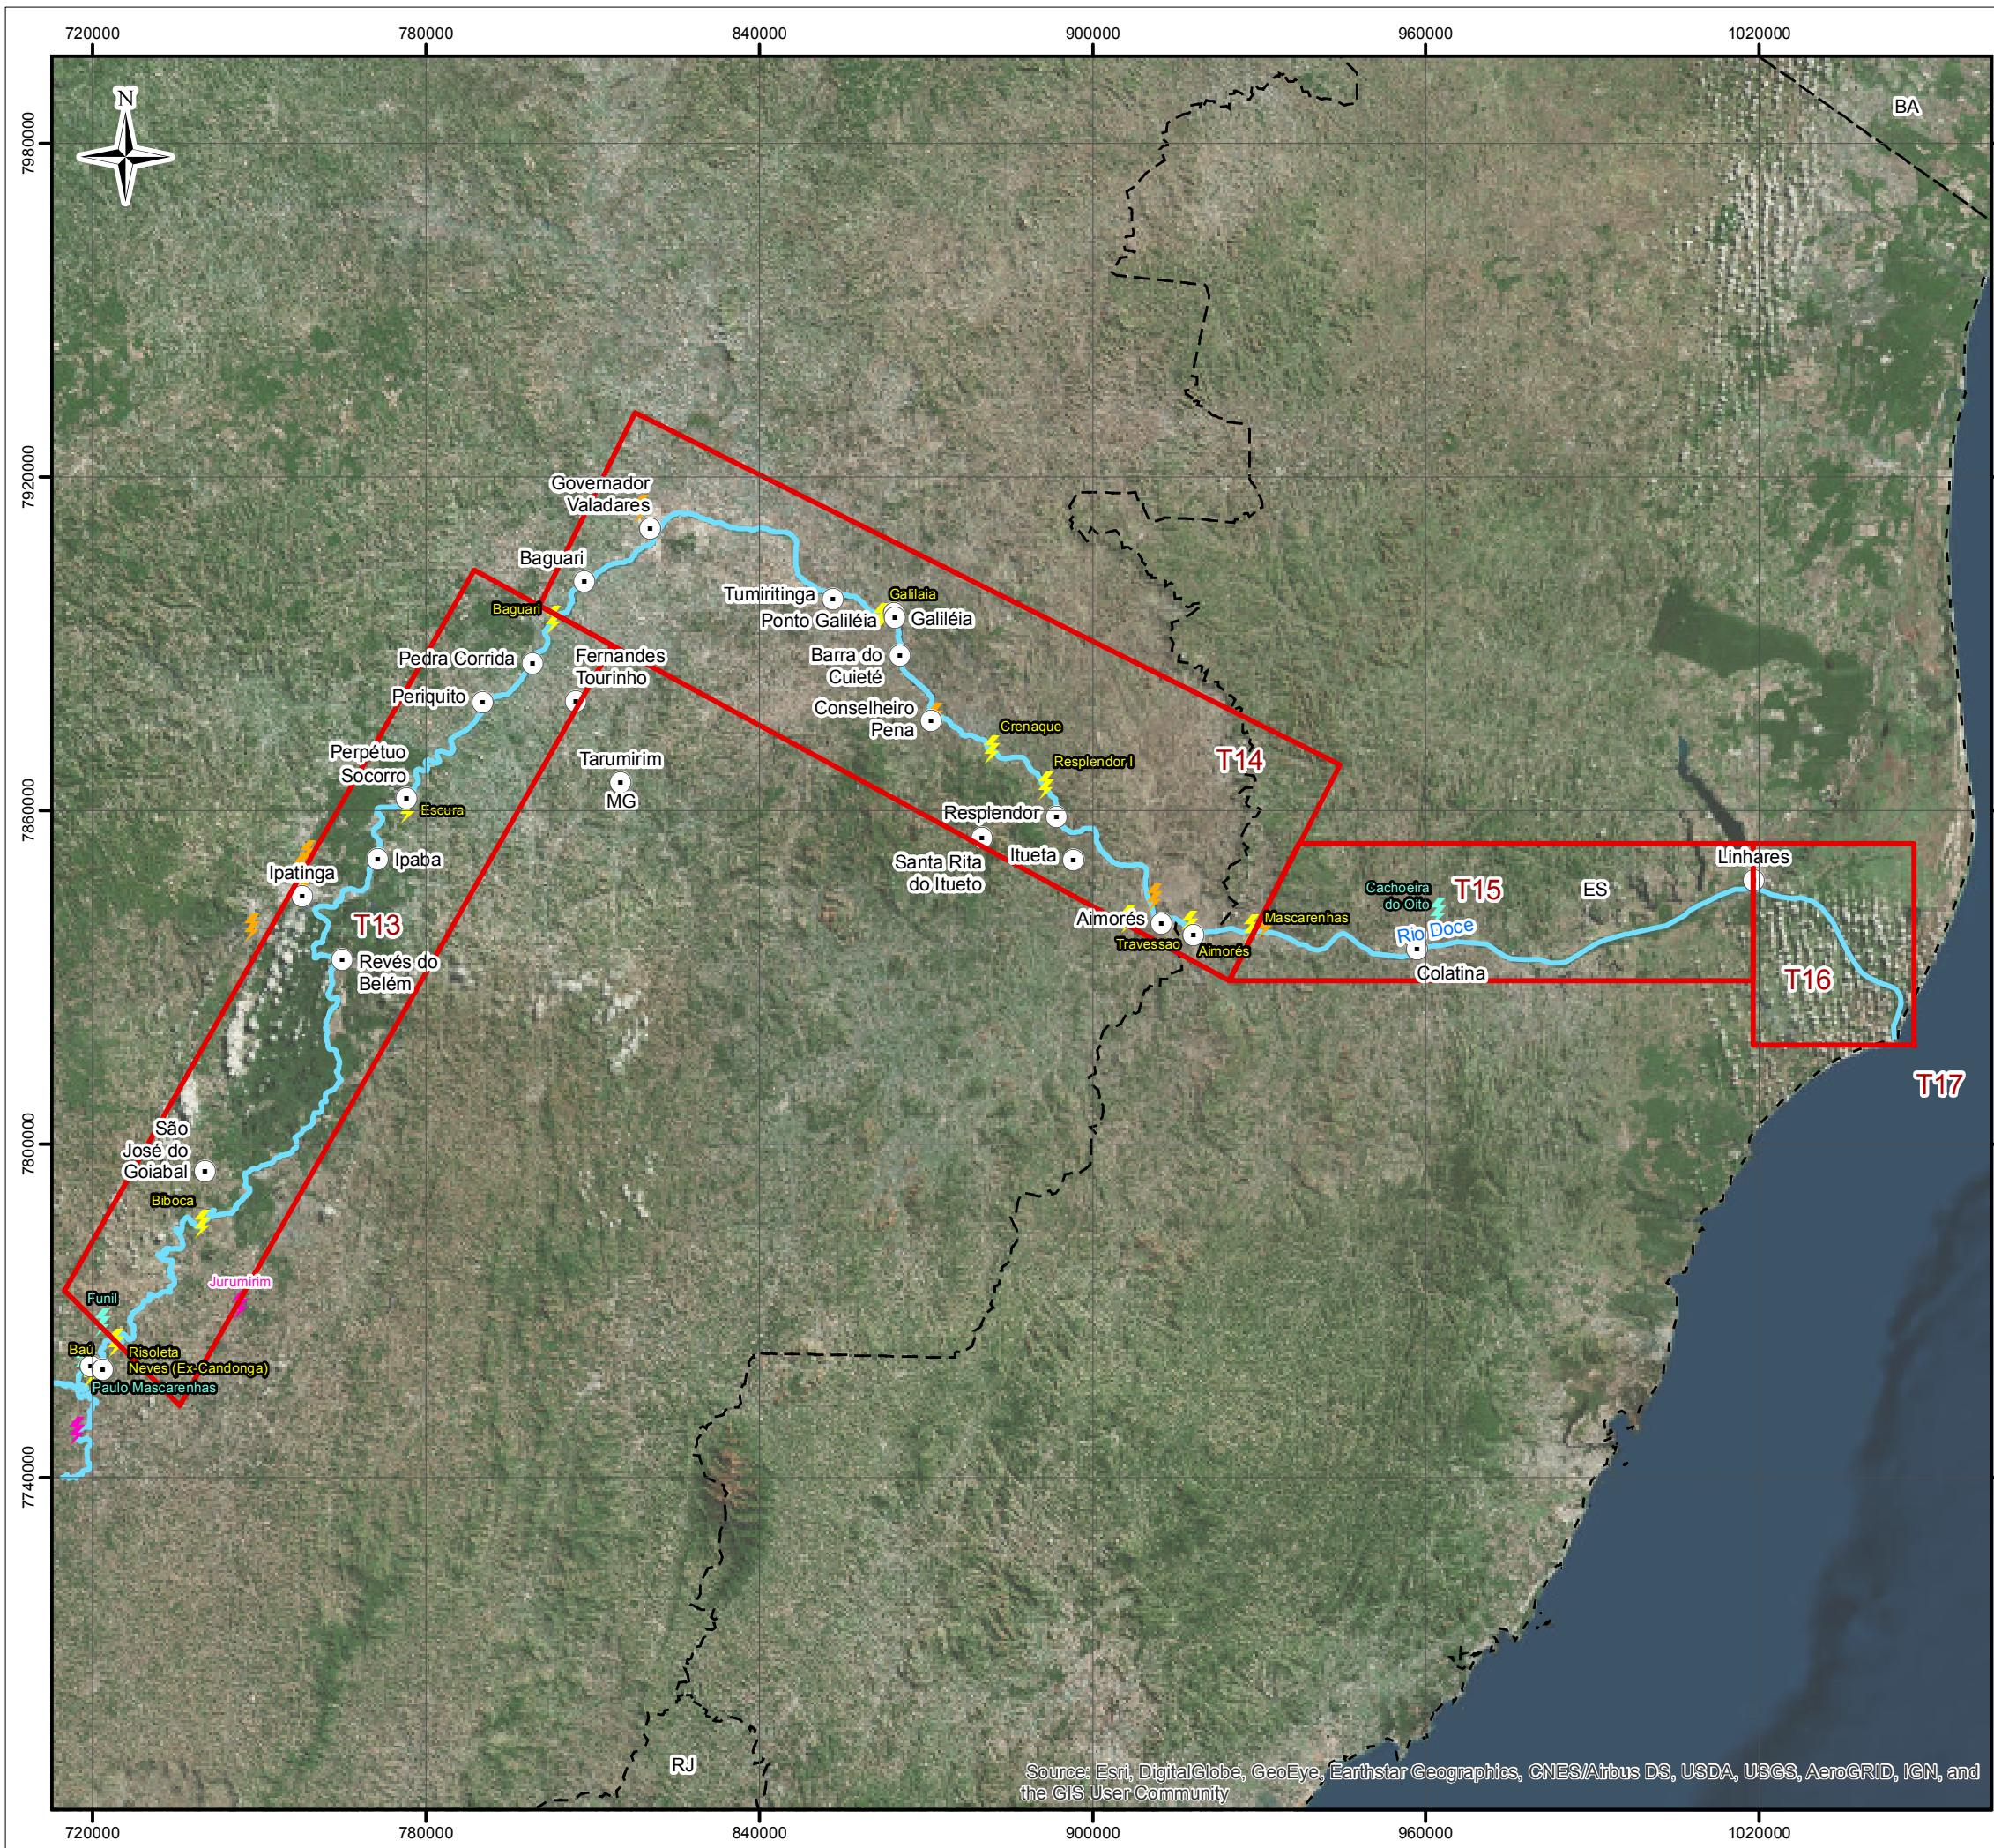 720000
780000
840000
900000
960000
1020000
N
BA
7980000
7920000
Governador
Valadares
Baguari
Baguari
Tumiritinga
Galilaia
Ponto Galiléia
Galiléia
Pedra Corrida
Fernandes
Tourinho
Barra do
Cuieté
Periquito
Conselheiro
Pena
Crenaque
Perpétuo
Socorro
Tarumirim
MG
Resplendor I
T14
7860000
Escura
Resplendor
Ipaba
Ipatinga
Santa Rita
do Itueto
Itueta
Linhares
Cachoeira
do Oito
T15
ES
T13
Aimorés
Mascarenhas
Travessao
Aimorés
Rio Doce
Revés do
Belém
Colatina
T16
T17
São
José do
Goiabal
7800000
Biboca
Jurumirim
Funil
Baú
Risoleta
Neves (Ex-Candonga)
Paulo Mascarenhas
7740000
RJ
Source: Esri, DigitalGlobe, GeoEye, Earthstar Geographics, CNES/Airbus DS, USDA, USGS, AeroGRID, IGN, and
the GIS User Community
720000
780000
840000
900000
960000
1020000